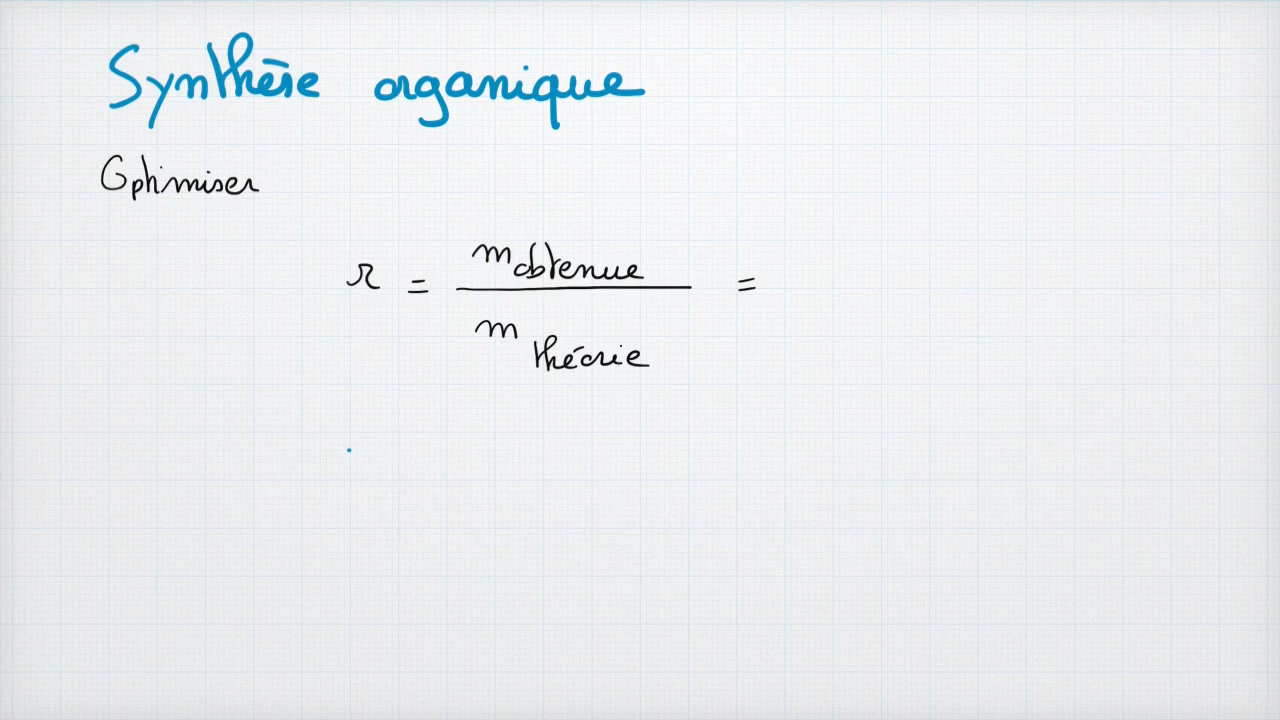 Synthèse organique
Optimiser
r = m obtenue / m théorie =